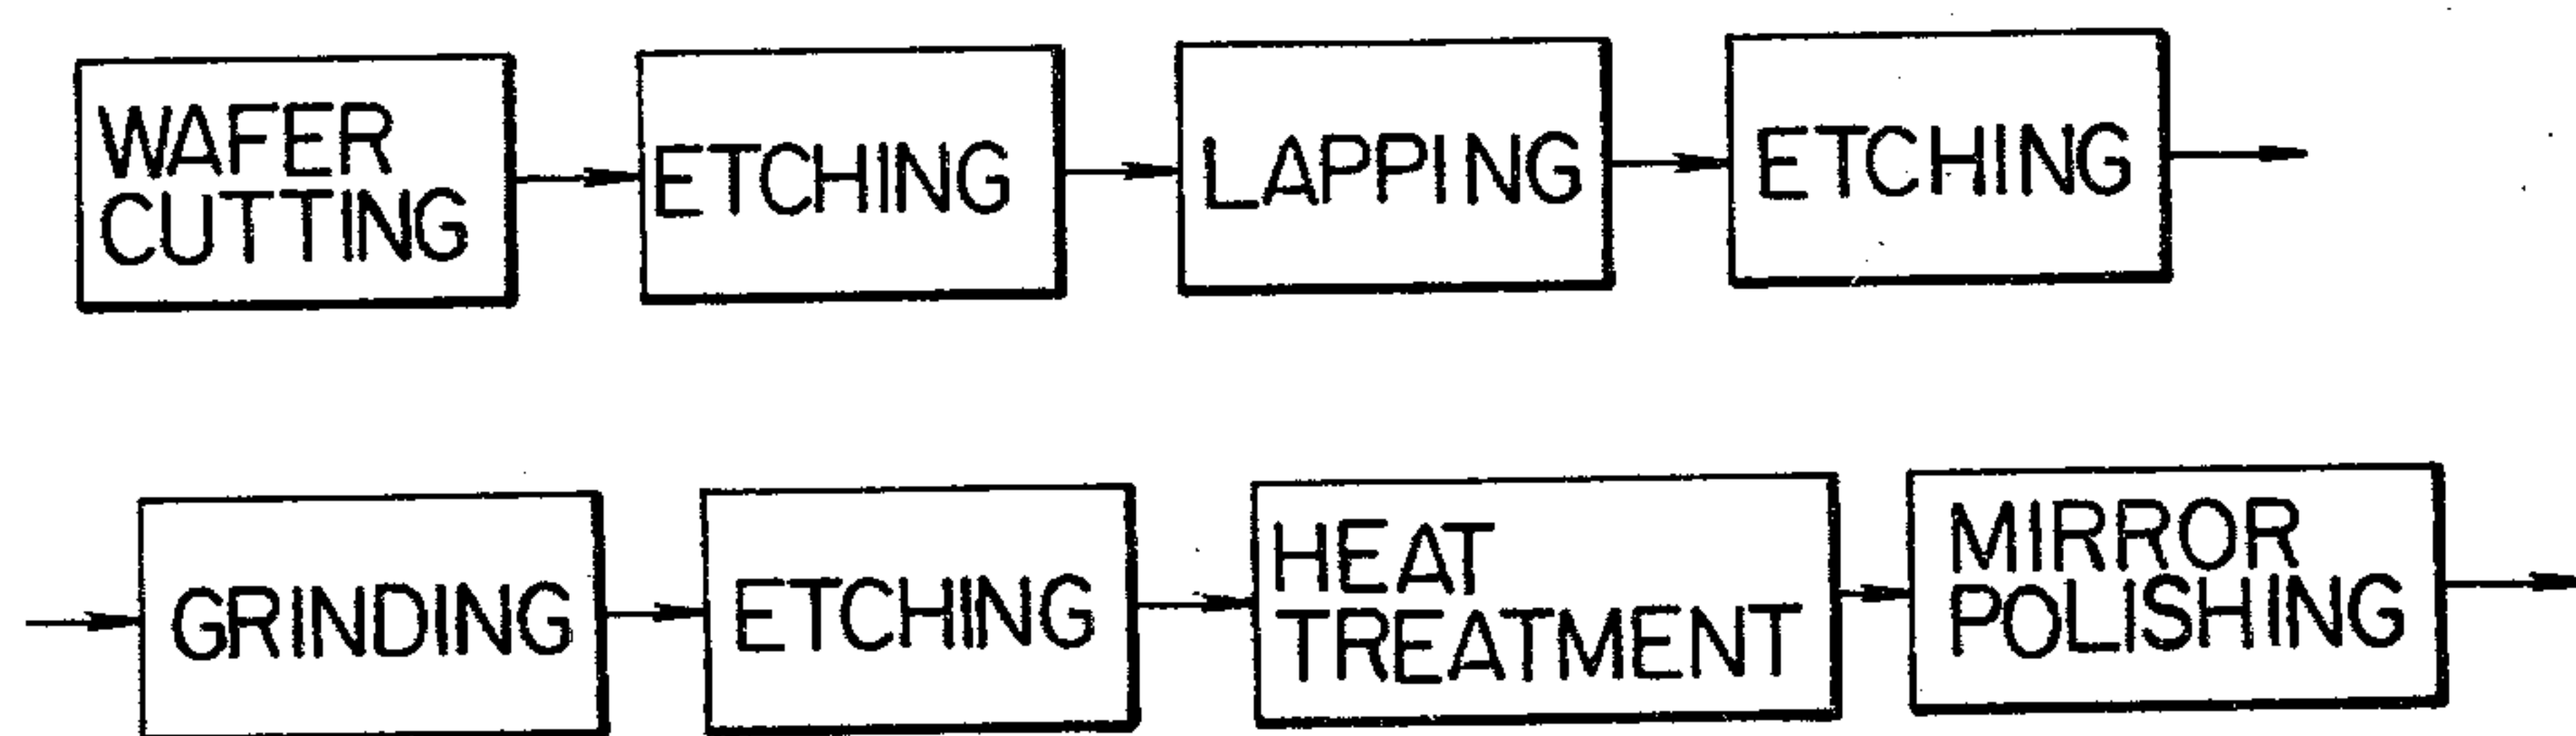 WAFER
CUTTING
ETCHING
LAPPING
ETCHING
GRINDING
ETCHING
HEAT
TREATMENT
MIRROR
POLISHING